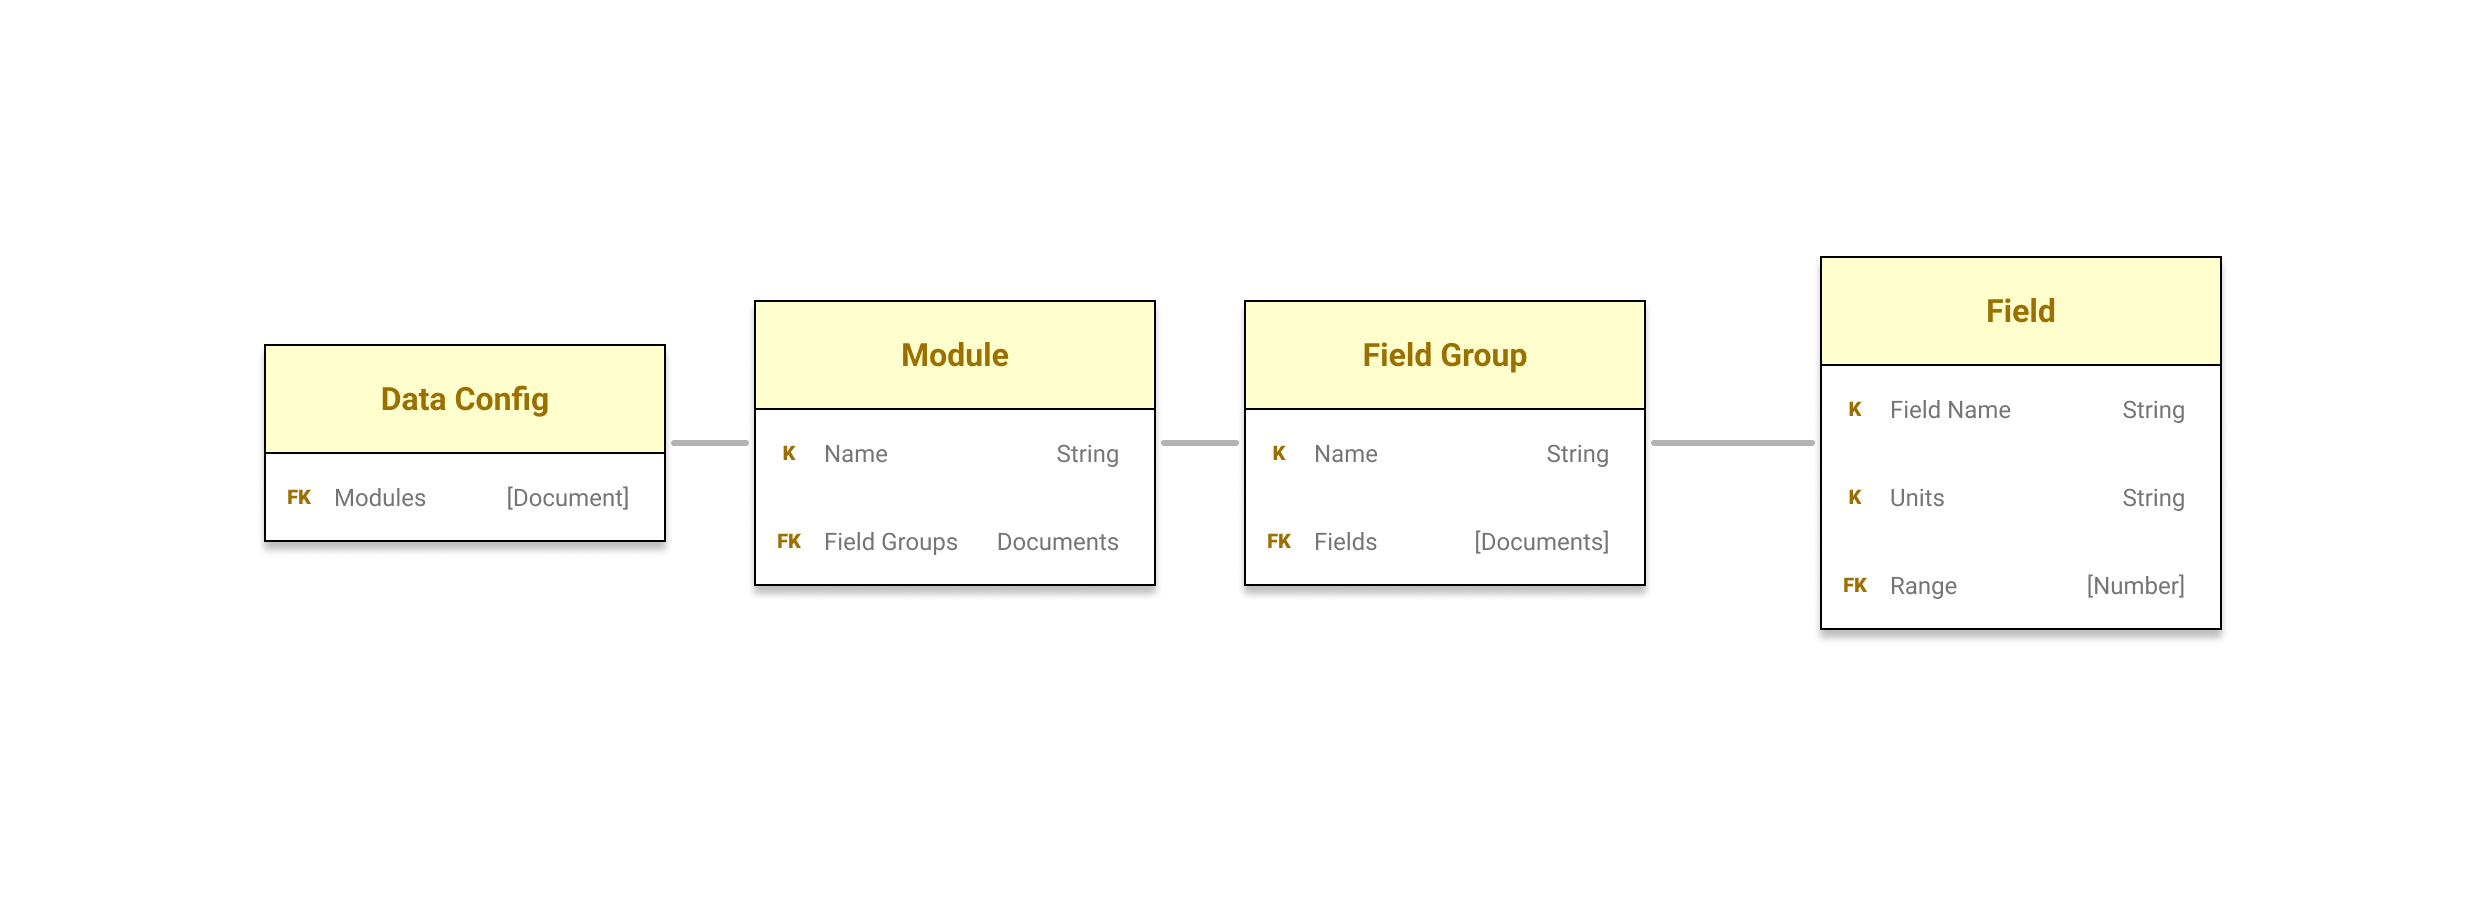 Data Config
FK Modules [Document]
Module
K Name String
FK Field Groups Documents
Field Group
K Name String
FK Fields [Documents]
Field
K Field Name String
K Units String
FK Range [Number]